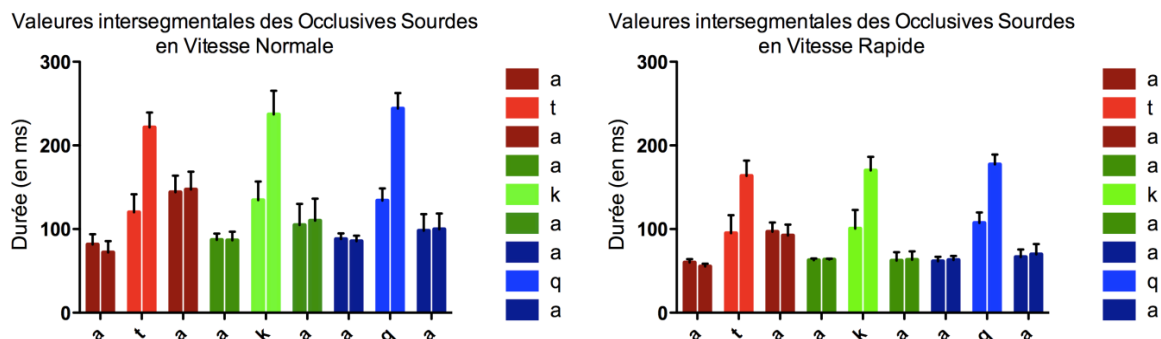 Valeures intersegmentales des Occlusives Sourdes
en Vitesse Normale
Durée (en ms)
300
200
100
0
a t a a k a a q a
a
t
a
a
k
a
a
q
a
Valeures intersegmentales des Occlusives Sourdes
en Vitesse Rapide
Durée (en ms)
300
200
100
0
a t a a k a a q a
a
t
a
a
k
a
a
q
a